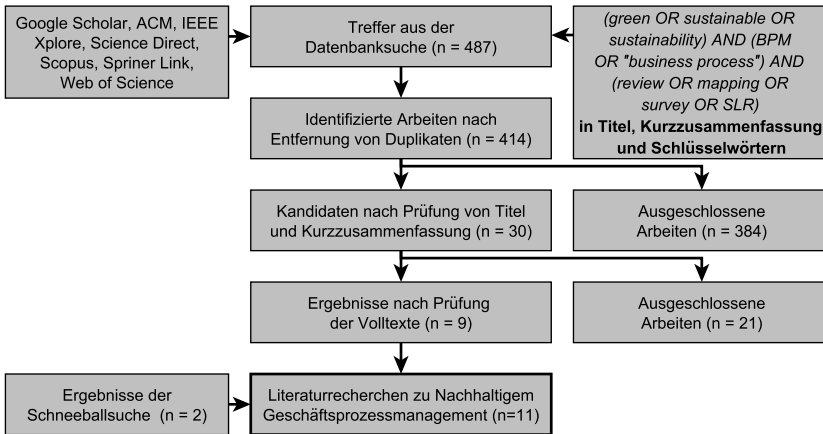 Google Scholar, ACM, IEEE
Xplore, Science Direct,
Scopus, Spriner Link,
Web of Science
Treffer aus der
Datenbanksuche (n = 487)
(green OR sustainable OR
sustainability) AND (BPM
OR "business process") AND
(review OR mapping OR
survey OR SLR)
in Titel, Kurzzusammenfassung
und Schlüsselwörtern
Identifizierte Arbeiten nach
Entfernung von Duplikaten (n = 414)
Kandidaten nach Prüfung von Titel
und Kurzzusammenfassung (n = 30)
Ausgeschlossene
Arbeiten (n = 384)
Ergebnisse nach Prüfung
der Volltexte (n = 9)
Ausgeschlossene
Arbeiten (n = 21)
Ergebnisse der
Schneeballsuche (n = 2)
Literaturrecherchen zu Nachhaltigem
Geschäftsprozessmanagement (n=11)